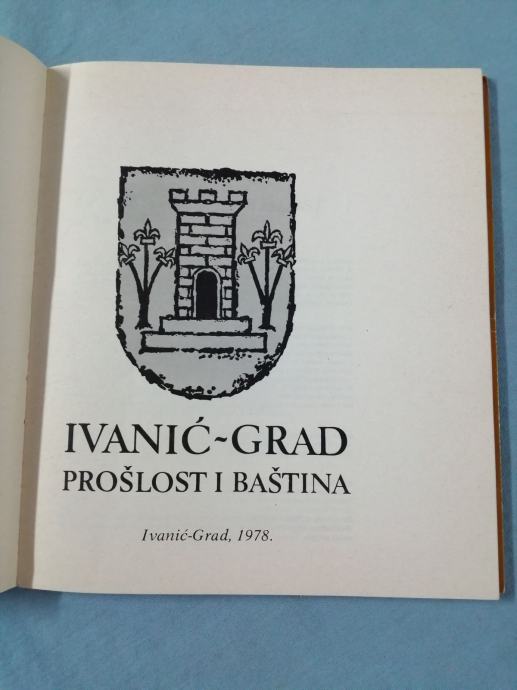 IVANIĆ~GRAD
PROŠLOST I BAŠTINA
Ivanić-Grad, 1978.